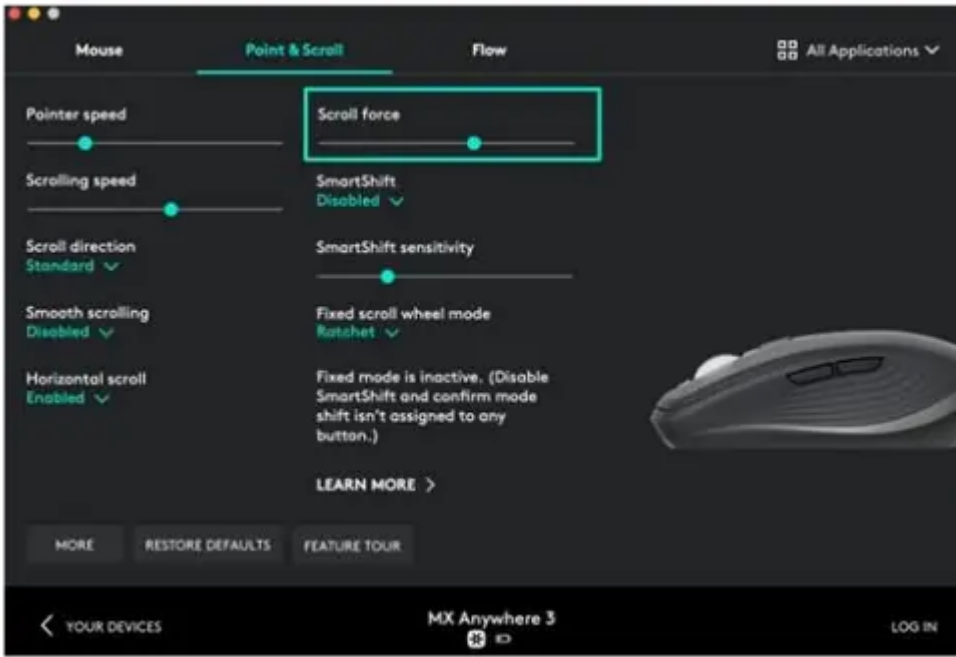 Mouse
Point & Scroll
Flow
All Applications
Pointer speed
Scrolling speed
Scroll direction
Standard
Smooth scrolling
Disabled
Horizontal scroll
Enabled
Scroll force
SmartShift
Disabled
SmartShift sensitivity
Fixed scroll wheel mode
Ratchet
Fixed mode is inactive. (Disable
SmartShift and confirm mode
shift isn't assigned to any
button.)
LEARN MORE
MORE
RESTORE DEFAULTS
FEATURE TOUR
YOUR DEVICES
MX Anywhere 3
LOG IN